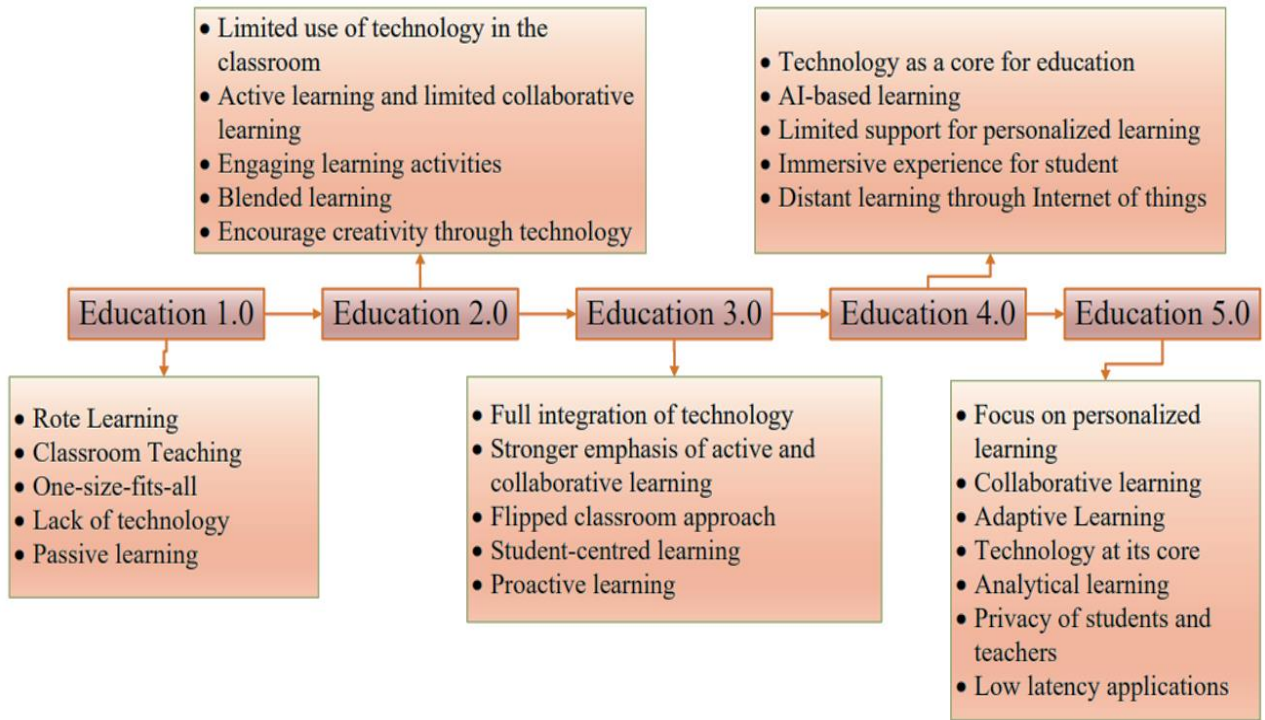 • Limited use of technology in the
classroom
• Active learning and limited collaborative
learning
• Engaging learning activities
• Blended learning
• Encourage creativity through technology
• Technology as a core for education
• AI-based learning
• Limited support for personalized learning
• Immersive experience for student
• Distant learning through Internet of things
Education 1.0
Education 2.0
Education 3.0
Education 4.0
Education 5.0
• Rote Learning
• Classroom Teaching
• One-size-fits-all
• Lack of technology
• Passive learning
• Full integration of technology
• Stronger emphasis of active and
collaborative learning
• Flipped classroom approach
• Student-centred learning
• Proactive learning
• Focus on personalized
learning
• Collaborative learning
• Adaptive Learning
• Technology at its core
• Analytical learning
• Privacy of students and
teachers
• Low latency applications